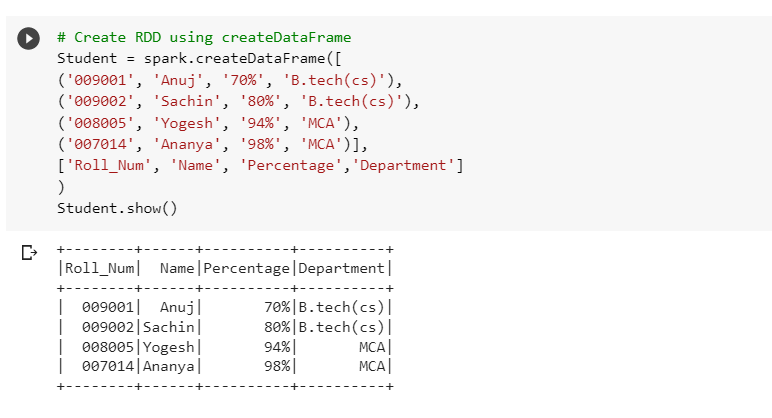 # Create RDD using createDataFrame
Student = spark.createDataFrame([
('009001', 'Anuj', '70%', 'B.tech(cs)'),
('009002', 'Sachin', '80%', 'B.tech(cs)'),
('008005', 'Yogesh', '94%', 'MCA'),
('007014', 'Ananya', '98%', 'MCA')],
['Roll_Num', 'Name', 'Percentage','Department']
)
Student.show()
+--------+------+----------+----------+
|Roll_Num|  Name|Percentage|Department|
+--------+------+----------+----------+
|  009001|  Anuj|       70%|B.tech(cs)|
|  009002|Sachin|       80%|B.tech(cs)|
|  008005|Yogesh|       94%|       MCA|
|  007014|Ananya|       98%|       MCA|
+--------+------+----------+----------+